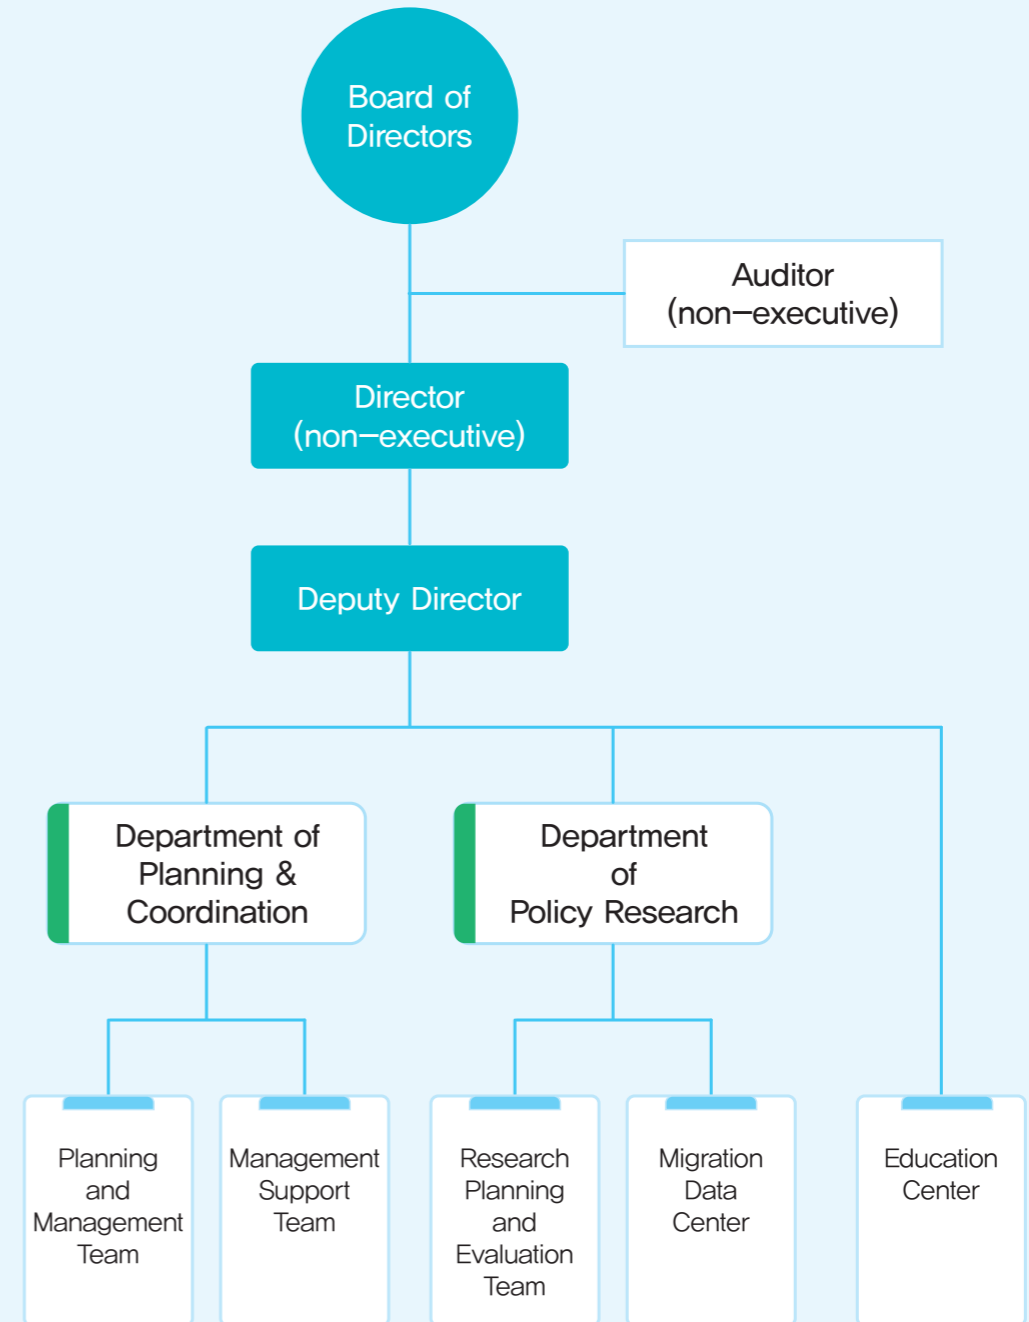 Board of
Directors
Auditor
(non-executive)
Director
(non-executive)
Deputy Director
Department of
Planning &
Coordination
Department
of
Policy Research
Planning
and
Management
Team
Management
Support
Team
Research
Planning
and
Evaluation
Team
Migration
Data
Center
Education
Center